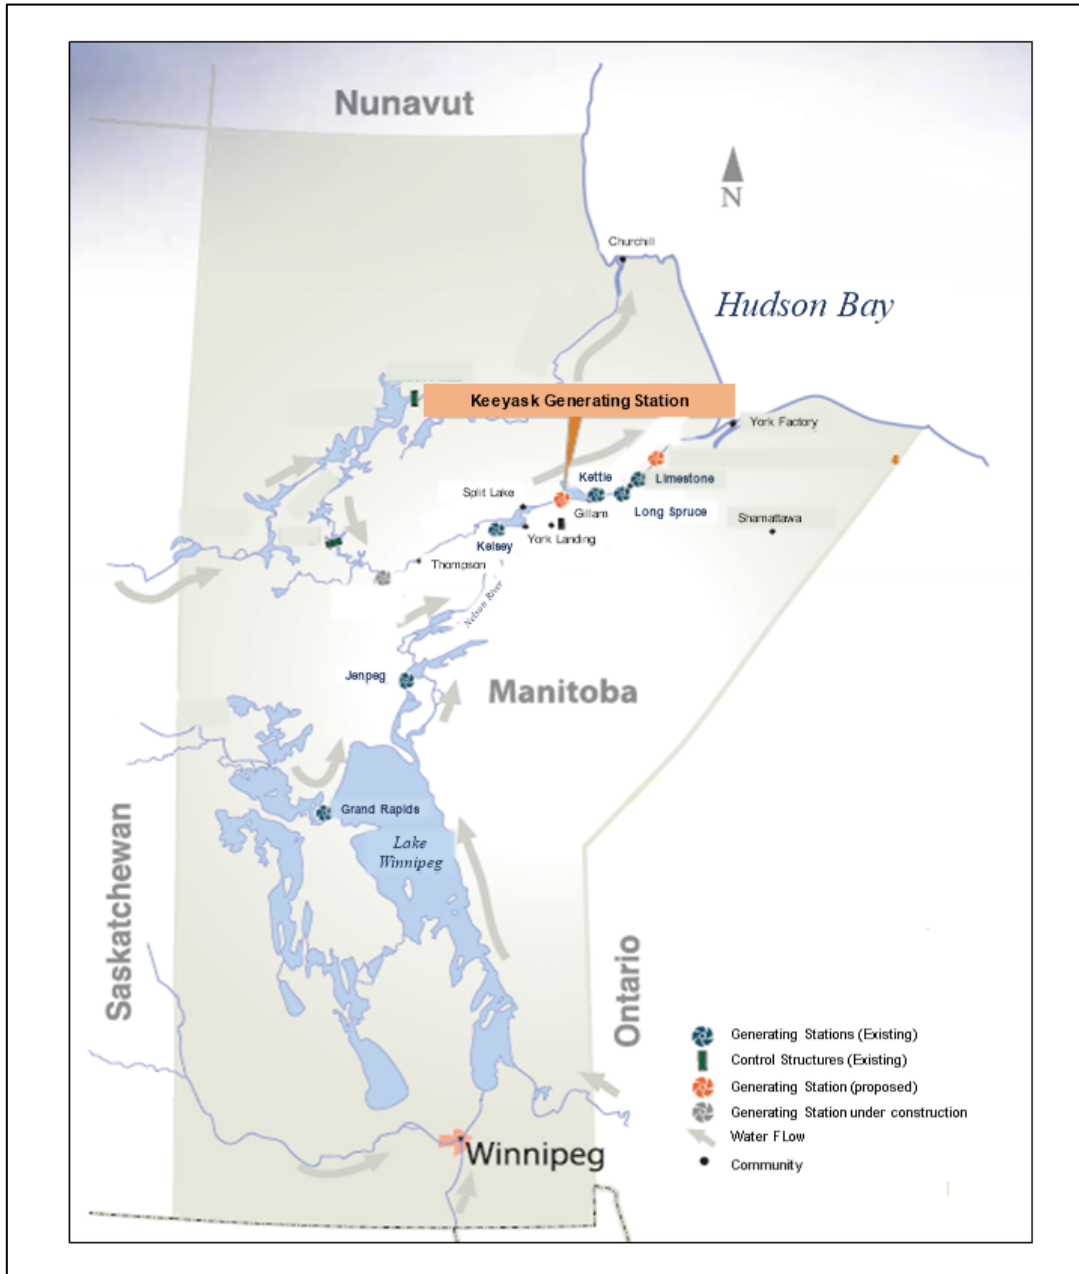 Nunavut
N
Churchill
Hudson Bay
Keeyask Generating Station
York Factory
Kettle
Limestone
Split Lake
Gillam
Long Spruce
Shamattawa
Kelsey
York Landing
Thompson
Nelson River
Jenpeg
Manitoba
Grand Rapids
Lake
Winnipeg
Saskatchewan
Ontario
Generating Stations (Existing)
Control Structures (Existing)
Generating Station (proposed)
Generating Station under construction
Water FLow
Community
Winnipeg